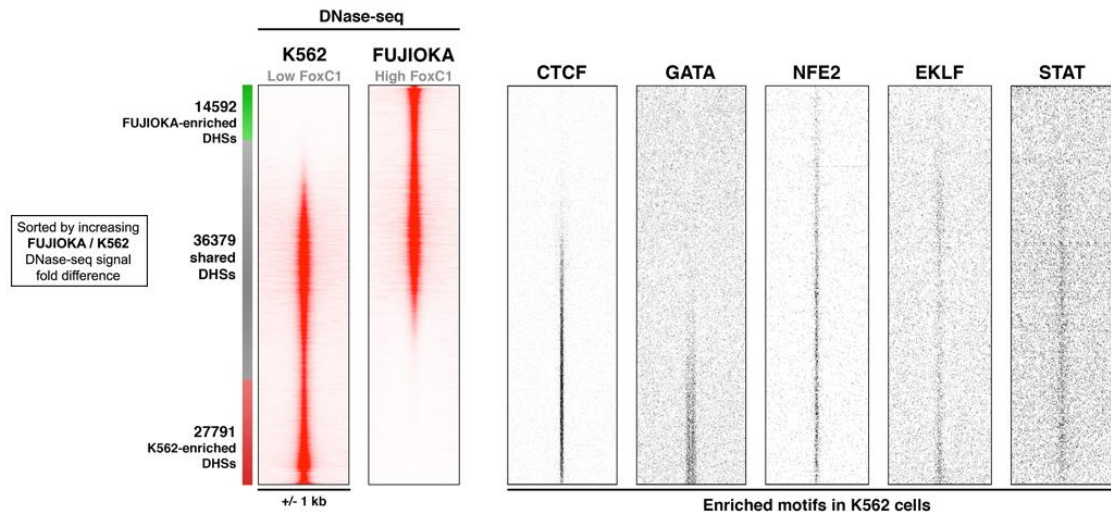 DNase-seq
K562
Low FoxC1
FUJIOKA
High FoxC1
14592
FUJIOKA-enriched
DHSs
36379
shared
DHSs
27791
K562-enriched
DHSs
Sorted by increasing
FUJIOKA / K562
DNase-seq signal
fold difference
+/- 1 kb
CTCF
GATA
NFE2
EKLF
STAT
Enriched motifs in K562 cells